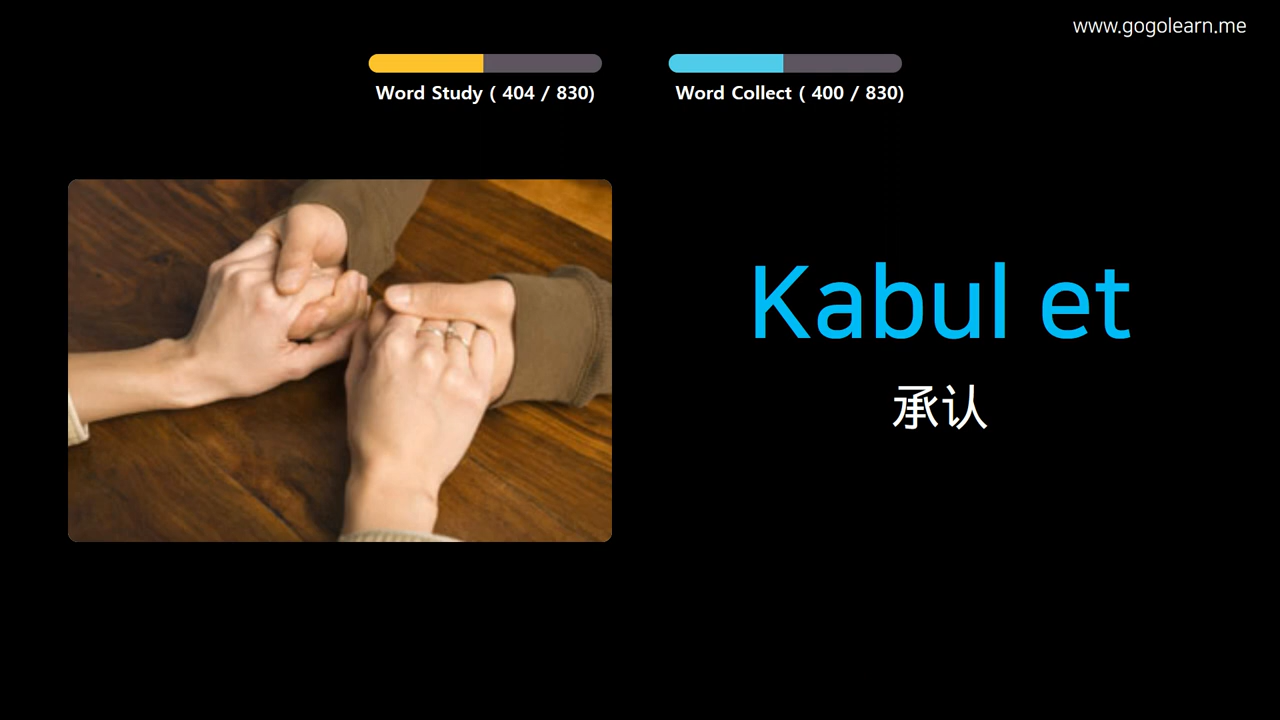 www.gogolearn.me
Word Study ( 404 / 830)
Word Collect ( 400 / 830)
Kabul et
承认